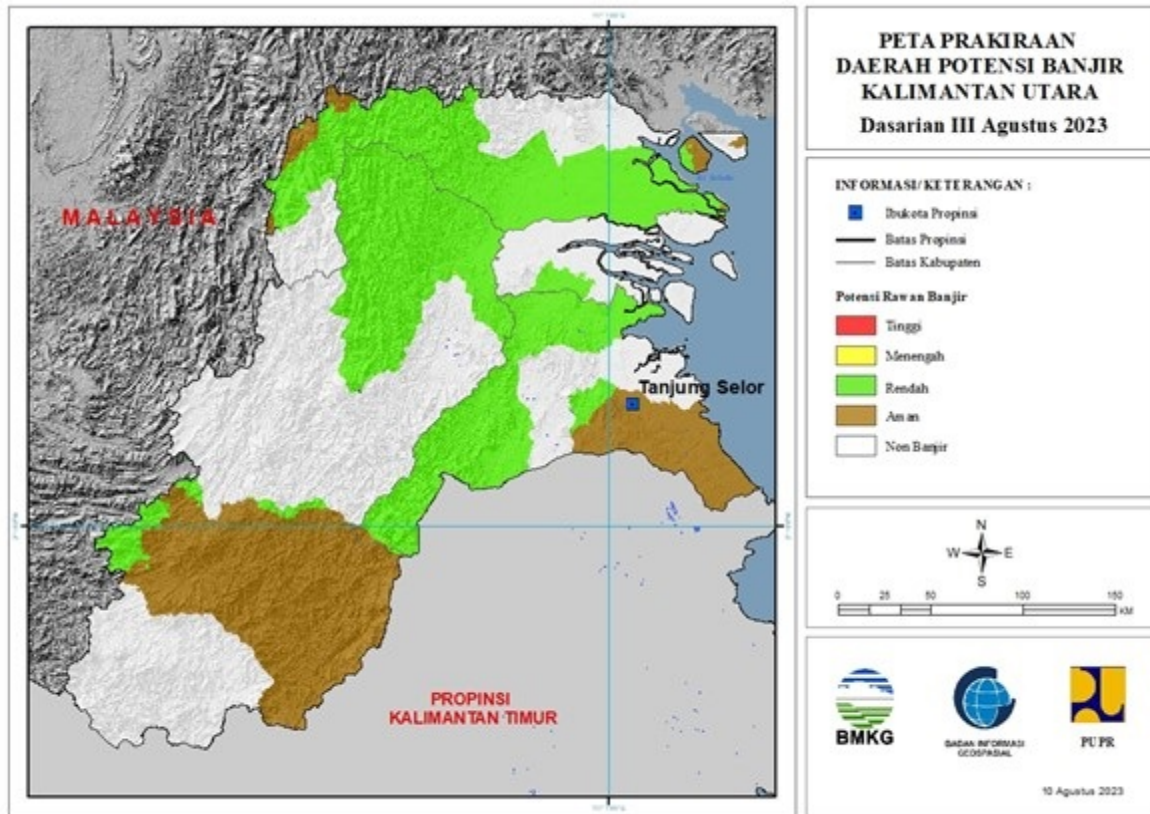 PETA PRAKIRAAN
DAERAH POTENSI BANJIR
KALIMANTAN UTARA
Dasarian III Agustus 2023
INFORMASI/KETERANGAN :
Ibukota Propinsi
Batas Propinsi
Batas Kabupaten
Potensi Rawan Banjir
Tinggi
Menengah
Rendah
Aman
Non Banjir
MALAYSIA
Tanjung Selor
PROPINSI
KALIMANTAN TIMUR
N
W E
S
0 25 50 100 150
KM
BMKG
BADAN INFORMASI
GEOSPASIAL
PUPR
10 Agustus 2023